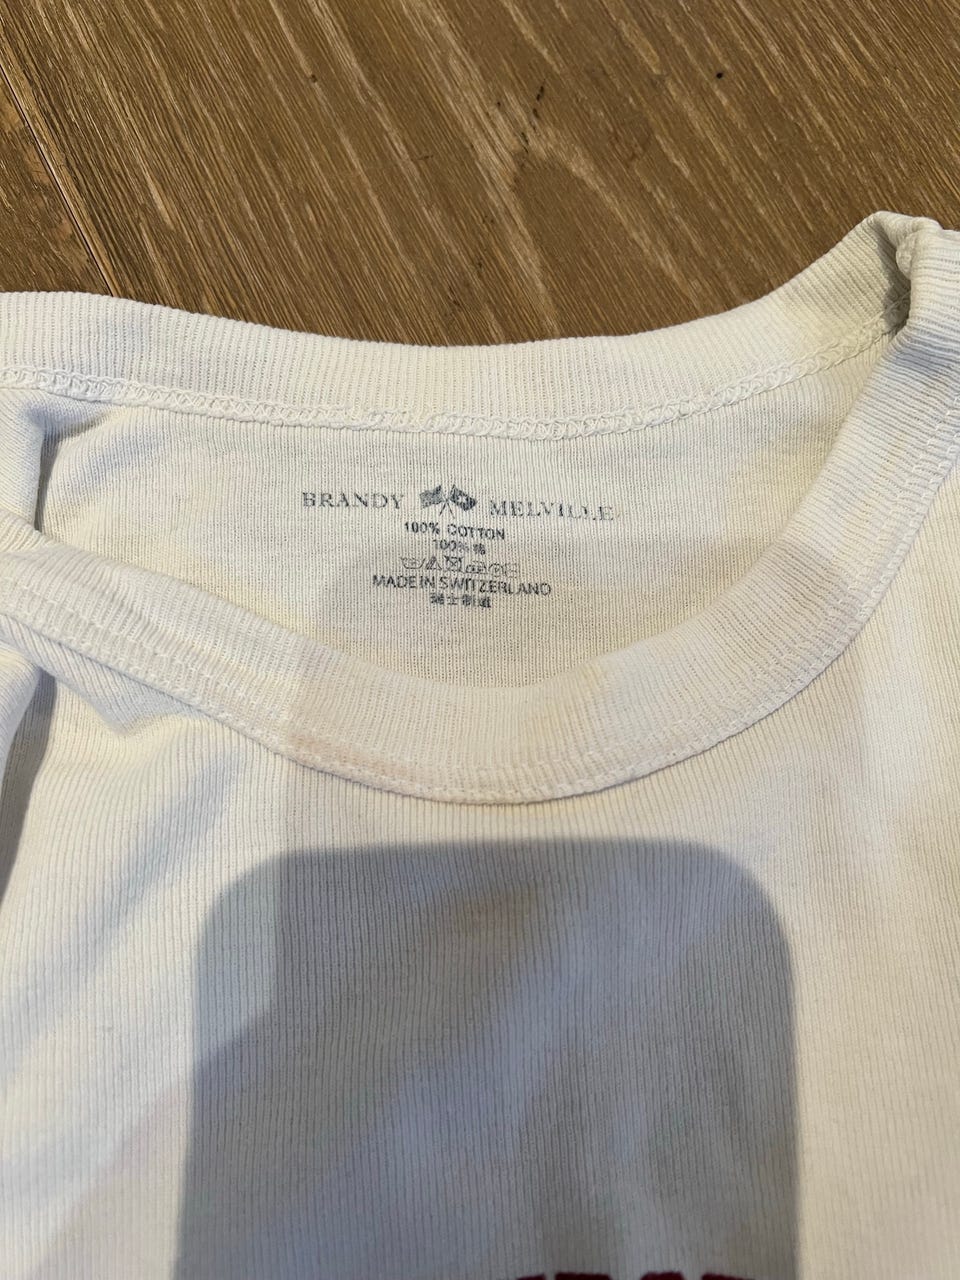 BRANDY MELVILLE
100% COTTON
100% 棉
MADE IN SWITZERLAND
瑞士制造